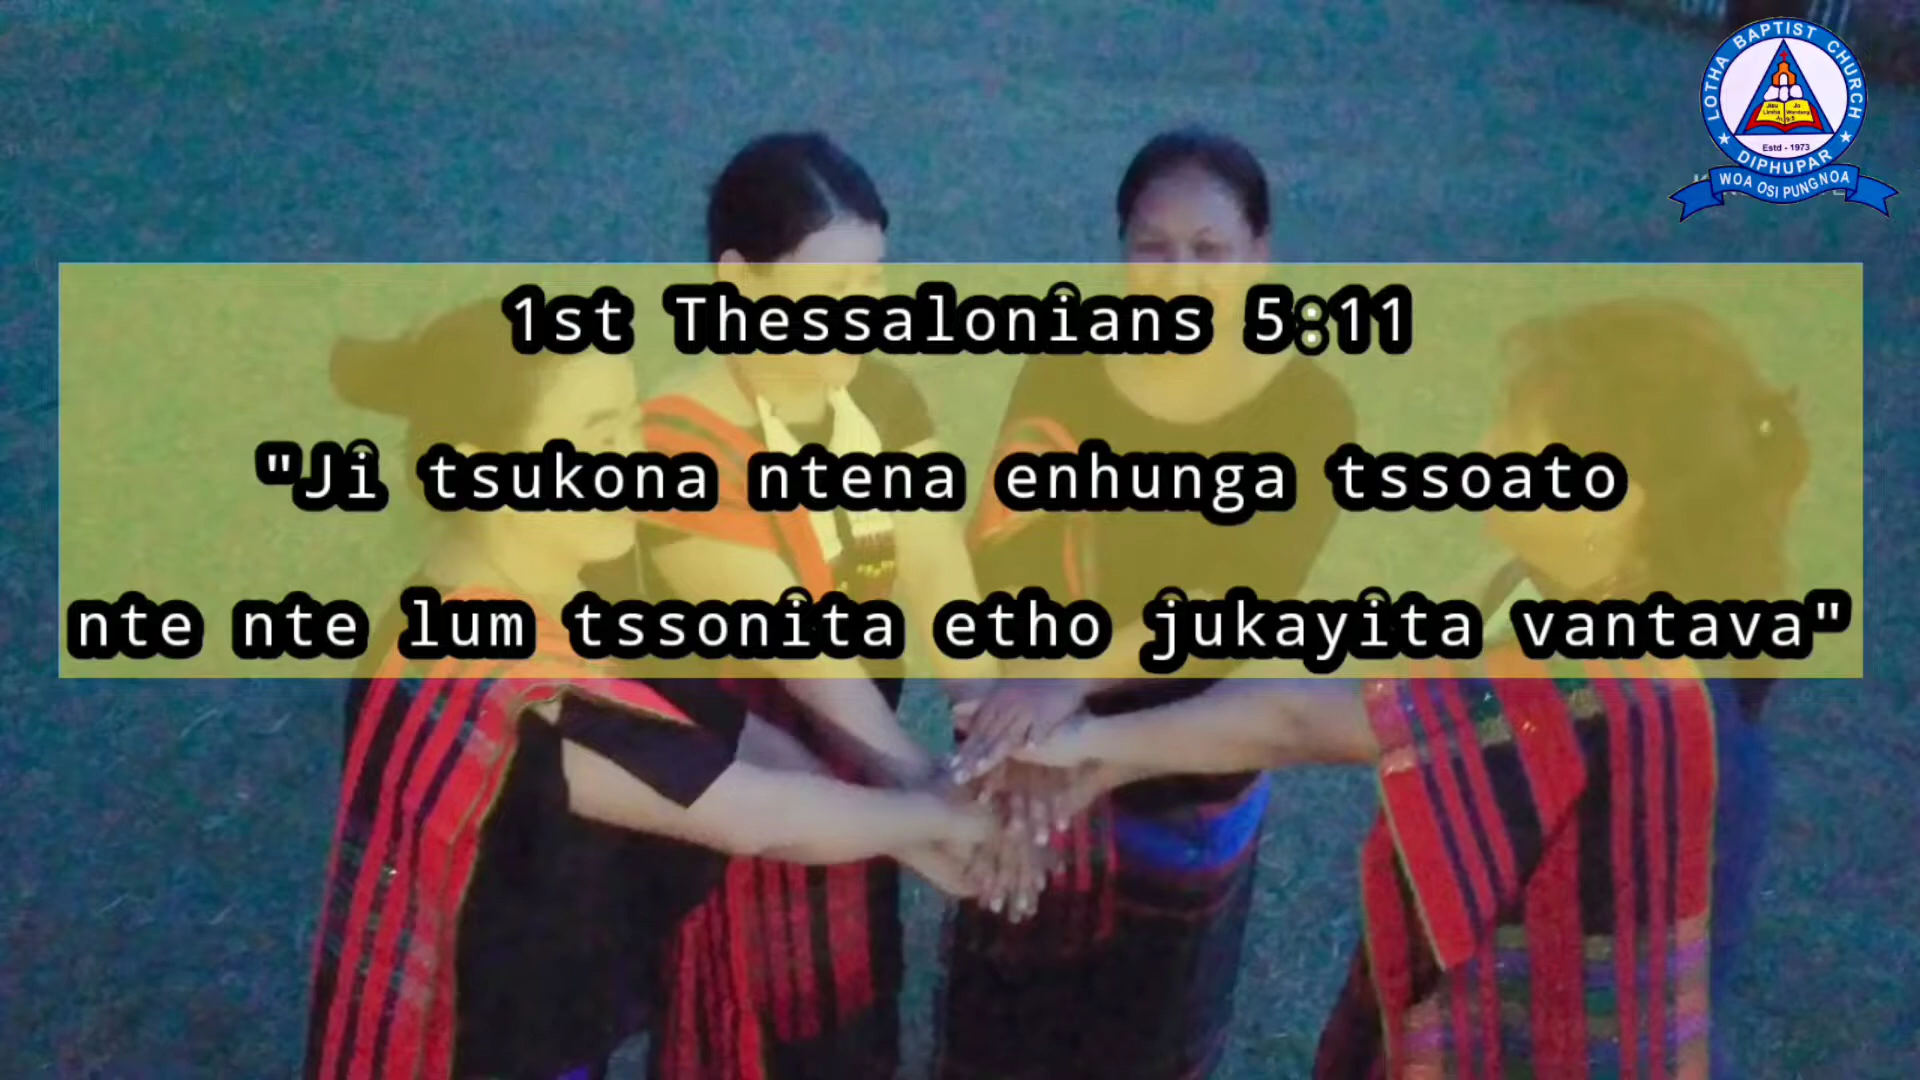 LOTHA BAPTIST CHURCH
Estd - 1973
DIPHUPAR
WOA OSI PUNGNOA
1st Thessalonians 5:11
"Ji tsukona ntena enhunga tssoato
nte nte lum tssonita etho jukayita vantava"